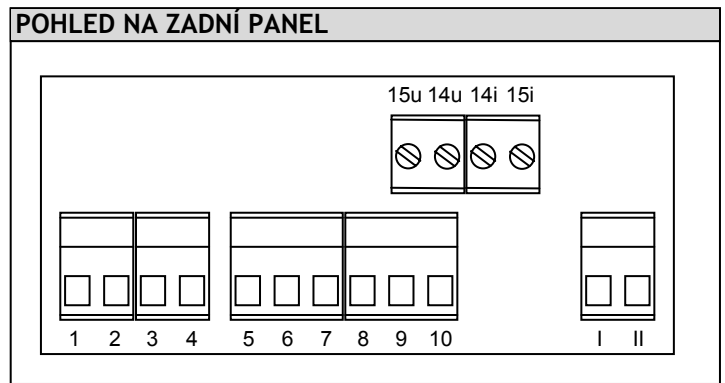 POHLED NA ZADNÍ PANEL
15u 14u 14i 15i
1 2 3 4 5 6 7 8 9 10 I II